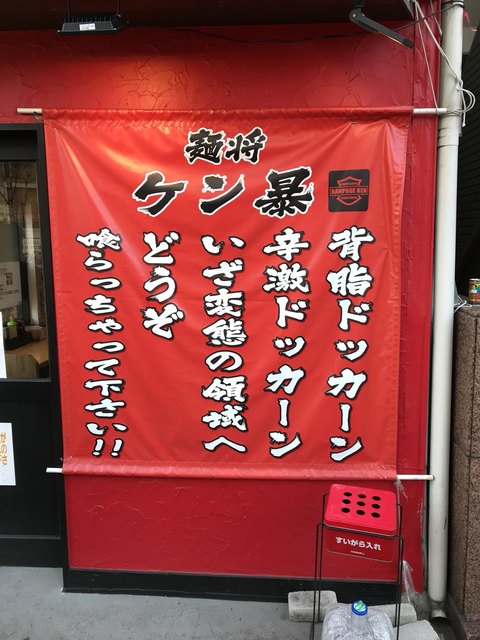 麺将
暴ンケ
RAMPAGE KEN
背脂ドッカーン
辛激ドッカーン
いざ変態の領域へ
どうぞ
喰らっちゃって下さい!!
すいがら入れ